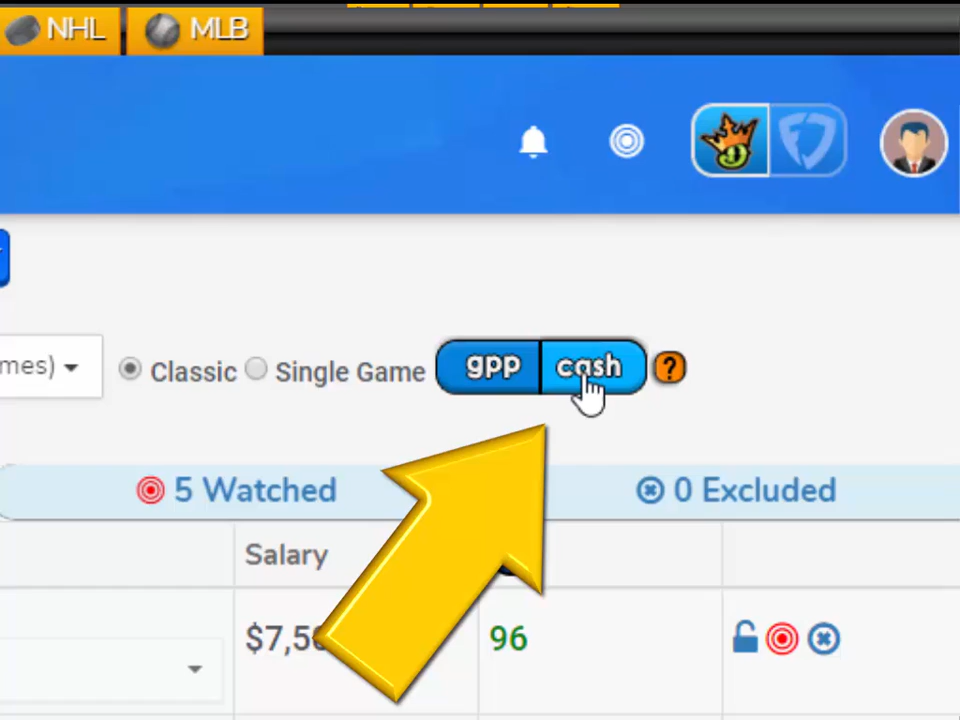 NHL MLB
mes) Classic Single Game gpp cash ?
5 Watched 0 Excluded
Salary
$7,5
96